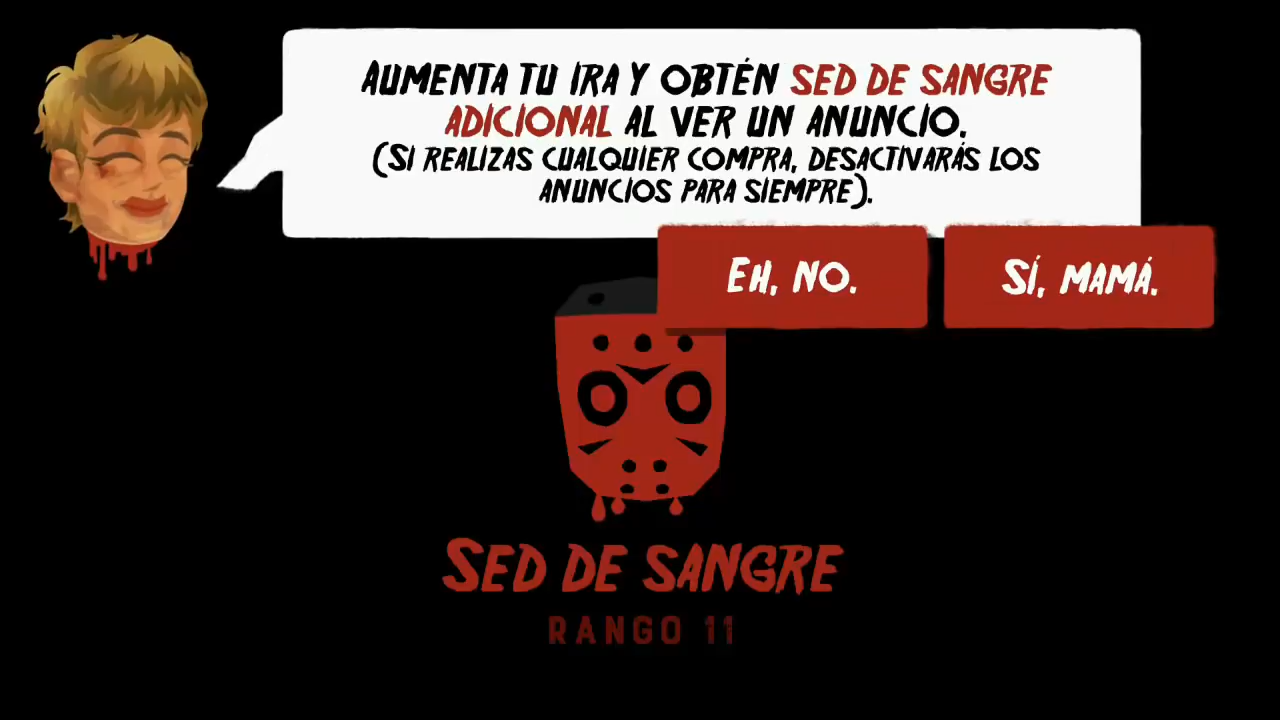 Aumenta tu ira y obtén sed de sangre
adicional al ver un anuncio.
(Si realizas cualquier compra, desactivarás los
anuncios para siempre).
Eh, no.
Sí, mamá.
Sed de sangre
RANGO 11